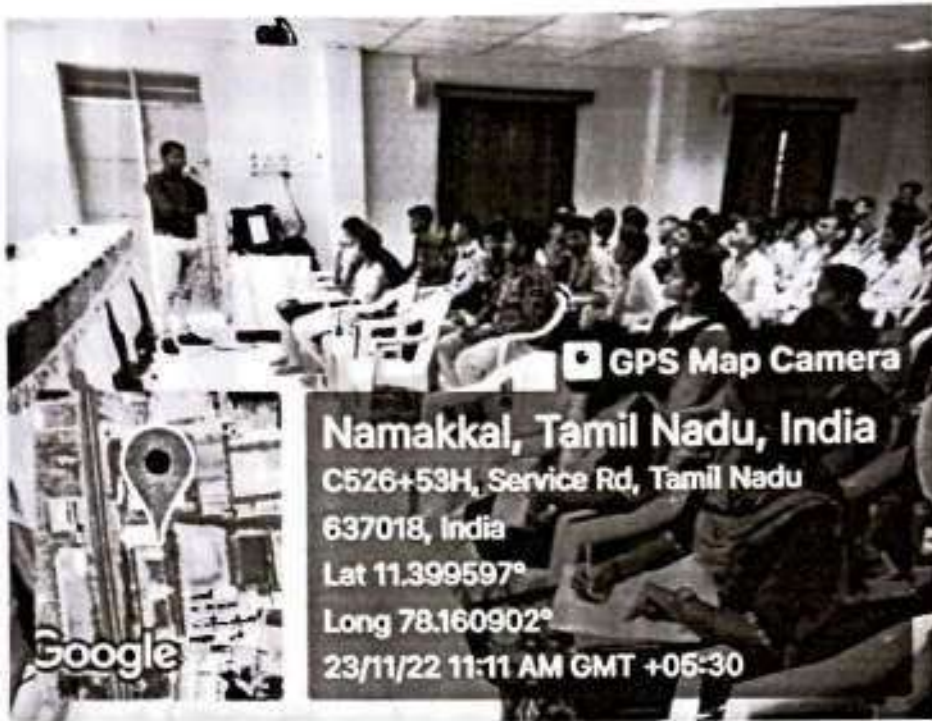 GPS Map Camera
Namakkal, Tamil Nadu, India
C526+53H, Service Rd, Tamil Nadu
637018, India
Lat 11.399597°
Long 78.160902°
23/11/22 11:11 AM GMT +05:30
Google